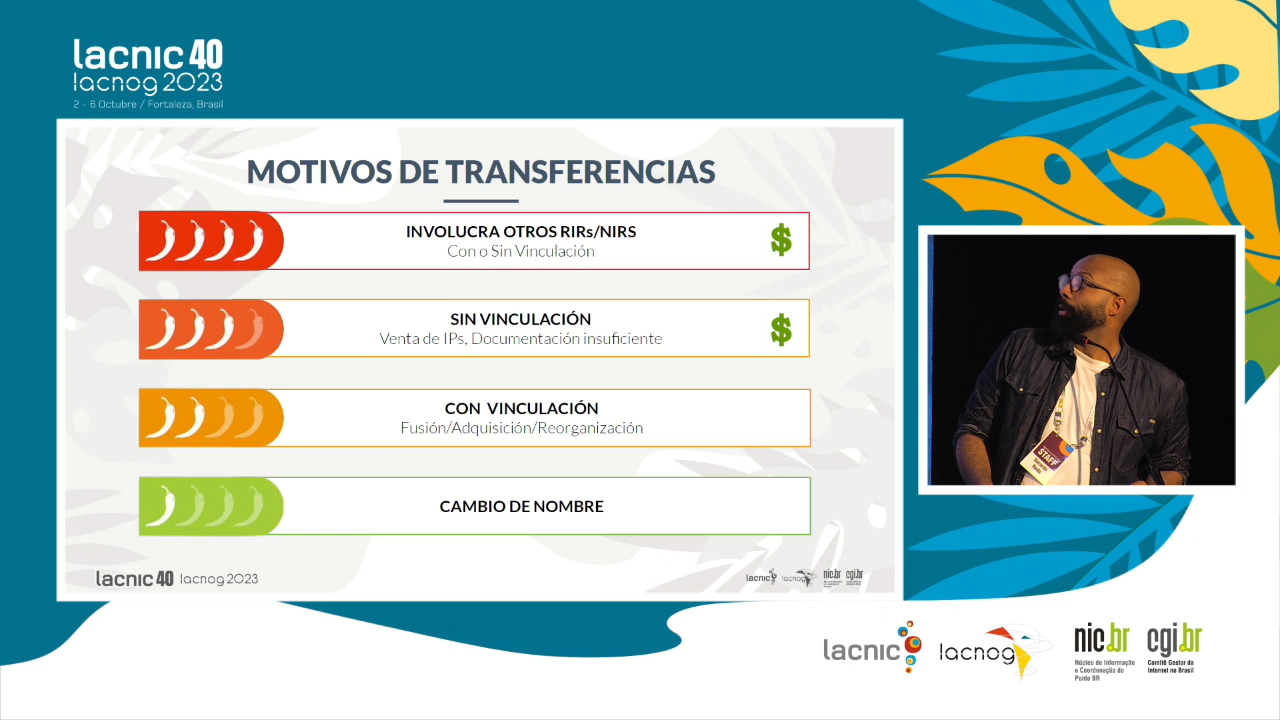 lacnic 40
lacnog 2023
2 - 6 Octubre / Fortaleza, Brasil
MOTIVOS DE TRANSFERENCIAS
INVOLUCRA OTROS RIRs/NIRS
Con o Sin Vinculación
$
SIN VINCULACIÓN
Venta de IPs, Documentación insuficiente
$
CON VINCULACIÓN
Fusión/Adquisición/Reorganización
CAMBIO DE NOMBRE
lacnic 40 lacnog 2023
lacnic lacnog nic.br cgi.br
STAFF
lacnic
lacnog
nic.br
Núcleo de Informação
e Coordenação do
Ponto BR
cgi.br
Comitê Gestor da
Internet no Brasil